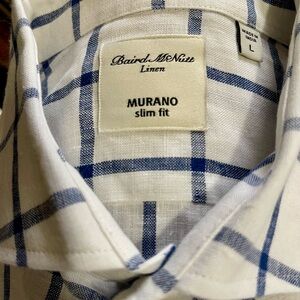 Baird McNutt
Linen
MURANO
slim fit
L